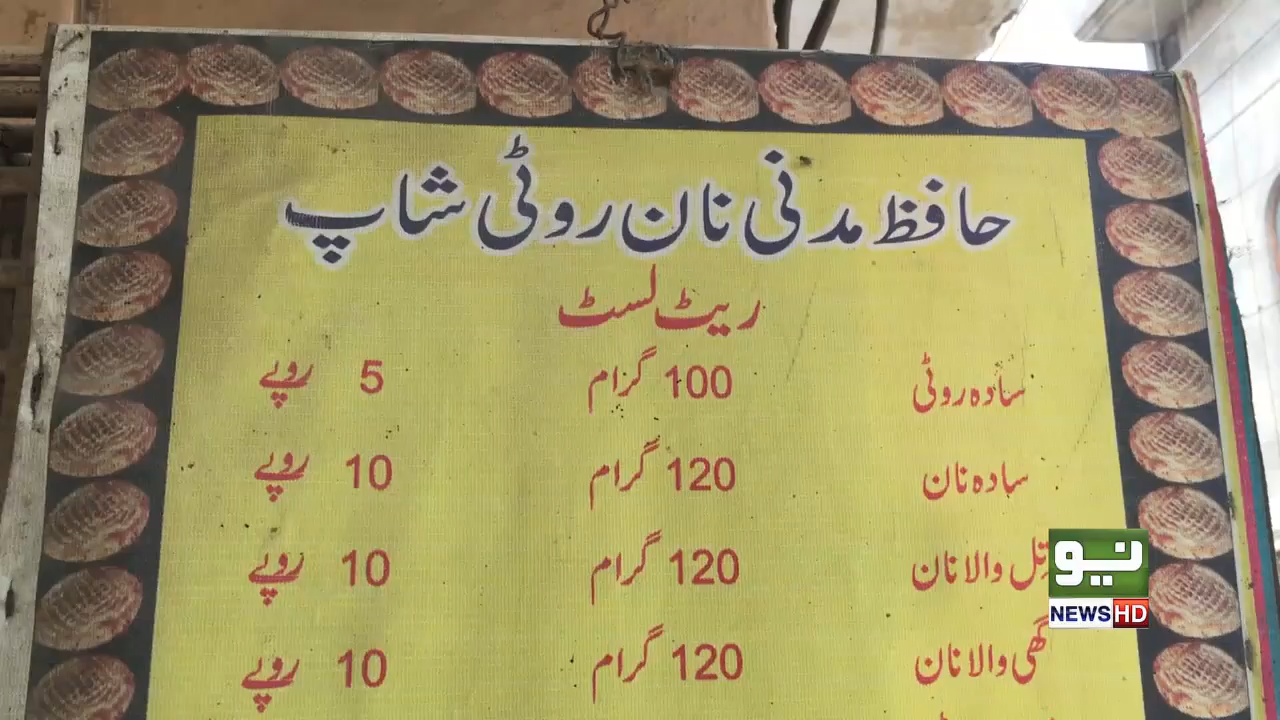 حافظ مدنی نان روٹی شاپ
ریٹ لسٹ
سادہ روٹی 100 گرام 5 روپے
سادہ نان 120 گرام 10 روپے
تِل والا نان 120 گرام 10 روپے
گھی والا نان 120 گرام 10 روپے
نیو
NEWS HD